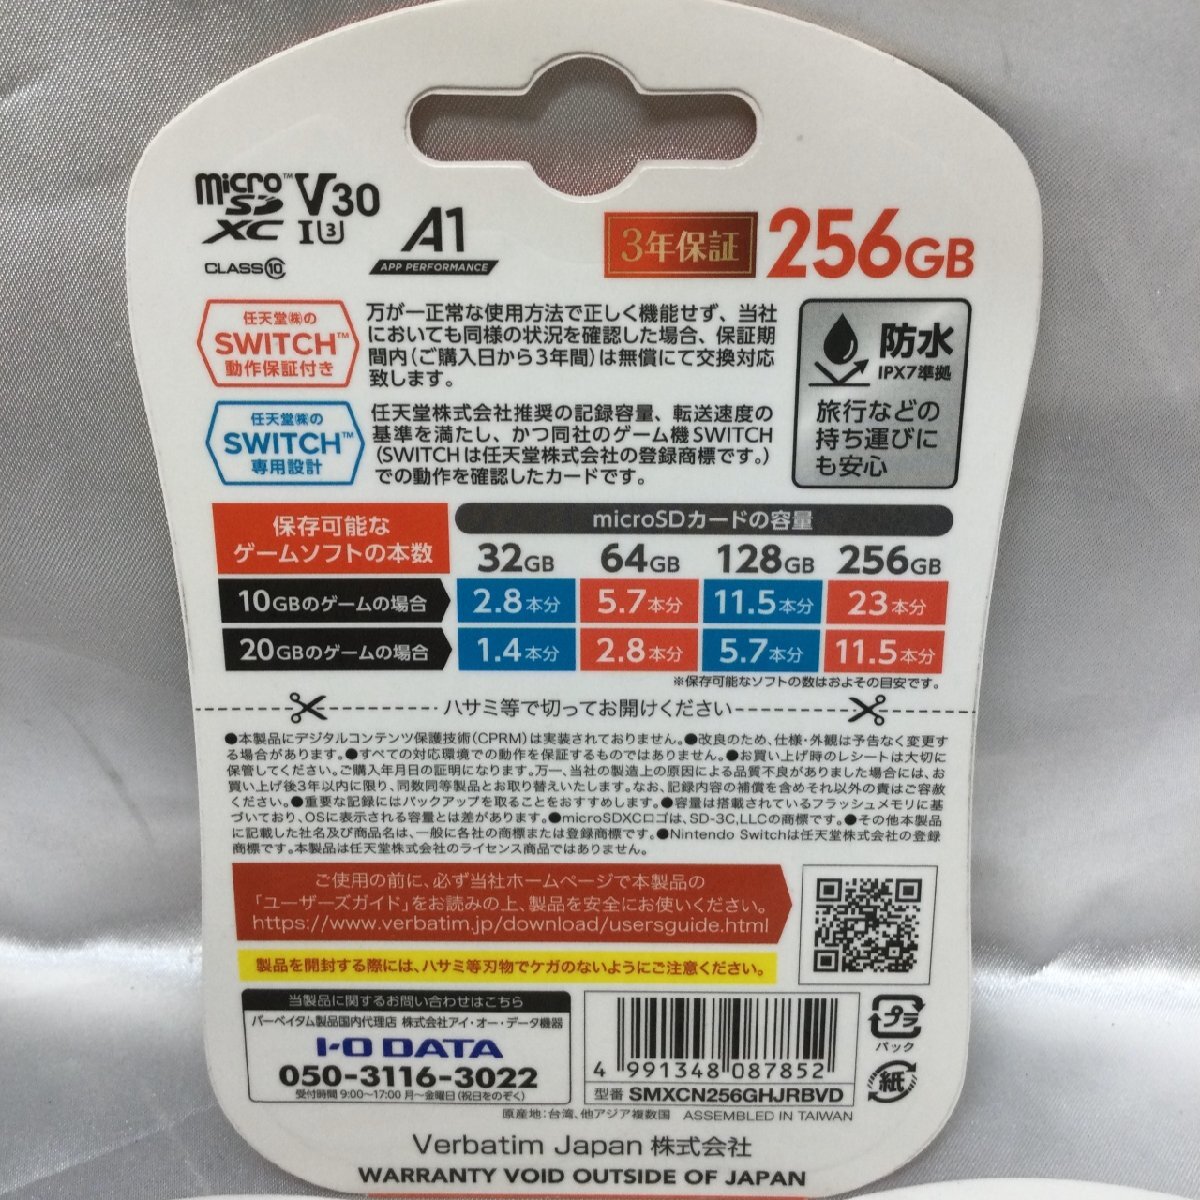 micro SD XC™ V30
I U3
CLASS10
A1
APP PERFORMANCE
3年保証
256GB
任天堂㈱の
SWITCH™
動作保証付き
万が一正常な使用方法で正しく機能せず、当社
においても同様の状況を確認した場合、保証期
間内(ご購入日から3年間)は無償にて交換対応
致します。
任天堂㈱の
SWITCH™
専用設計
任天堂株式会社推奨の記録容量、転送速度の
基準を満たし、かつ同社のゲーム機SWITCH
(SWITCHは任天堂株式会社の登録商標です。)
での動作を確認したカードです。
防水
IPX7準拠
旅行などの
持ち運びに
も安心
保存可能な
ゲームソフトの本数
microSDカードの容量
32GB 64GB 128GB 256GB
10GBのゲームの場合 2.8本分 5.7本分 11.5本分 23本分
20GBのゲームの場合 1.4本分 2.8本分 5.7本分 11.5本分
※保存可能なソフトの数はおよその目安です。
ハサミ等で切ってお開けください
●本製品にデジタルコンテンツ保護技術(CPRM)は実装されておりません。●改良のため、仕様・外観は予告なく変更す
る場合があります。●すべての対応環境での動作を保証するものではありません。●お買い上げ時のレシートは大切に
保管してください。ご購入年月日の証明になります。万一、当社の製造上の原因による品質不良がありました場合には、お
買い上げ後3年以内に限り、同数同等製品とお取り替えいたします。なお、記録内容の補償を含めそれ以外の責はご容赦
ください。●重要な記録にはバックアップを取ることをおすすめします。●容量は搭載されているフラッシュメモリに基
づいており、OSに表示される容量とは差があります。●microSDXCロゴは、SD-3C,LLCの商標です。●その他本製品
に記載した社名及び商品名は、一般に各社の商標または登録商標です。●Nintendo Switchは任天堂株式会社の登録
商標です。本製品は任天堂株式会社のライセンス商品ではありません。
ご使用の前に、必ず当社ホームページで本製品の
「ユーザーズガイド」をお読みの上、製品を安全にお使いください。
https://www.verbatim.jp/download/usersguide.html
製品を開封する際には、ハサミ等刃物でケガのないようにご注意ください。
当製品に関するお問い合わせはこちら
バーベイタム製品国内代理店 株式会社アイ・オー・データ機器
I-O DATA
050-3116-3022
受付時間 9:00~17:00 月~金曜日(祝日をのぞく)
4 991348 087852
型番 SMXCN256GHJRBVD
プラ
パック
紙
原産地:台湾、他アジア複数国 ASSEMBLED IN TAIWAN
Verbatim Japan 株式会社
WARRANTY VOID OUTSIDE OF JAPAN